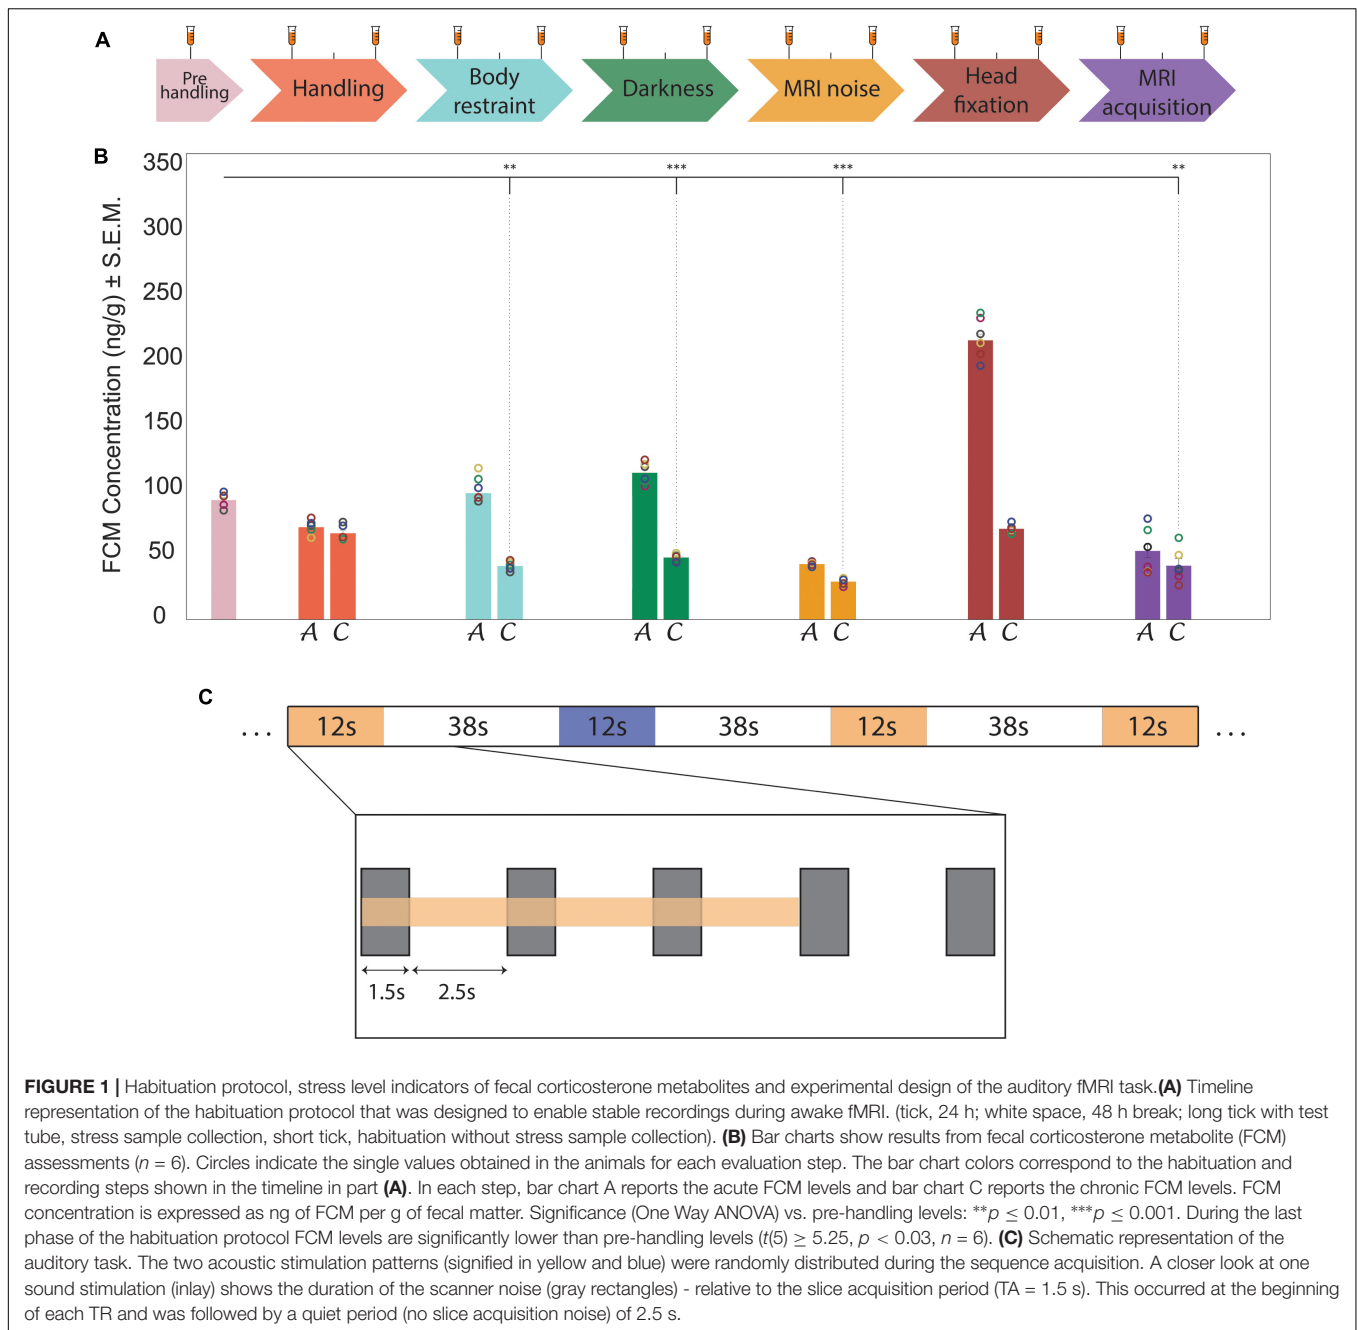 A
Pre
handling
Handling
Body
restraint
Darkness
MRI noise
Head
fixation
MRI
acquisition
B
FCM Concentration (ng/g) ± S.E.M.
350
300
250
200
150
100
50
0
** *** *** **
A C A C A C A C A C A C
C
... 12s 38s 12s 38s 12s 38s 12s ...
1.5s 2.5s
FIGURE 1 | Habituation protocol, stress level indicators of fecal corticosterone metabolites and experimental design of the auditory fMRI task.(A) Timeline
representation of the habituation protocol that was designed to enable stable recordings during awake fMRI. (tick, 24 h; white space, 48 h break; long tick with test
tube, stress sample collection, short tick, habituation without stress sample collection). (B) Bar charts show results from fecal corticosterone metabolite (FCM)
assessments (n = 6). Circles indicate the single values obtained in the animals for each evaluation step. The bar chart colors correspond to the habituation and
recording steps shown in the timeline in part (A). In each step, bar chart A reports the acute FCM levels and bar chart C reports the chronic FCM levels. FCM
concentration is expressed as ng of FCM per g of fecal matter. Significance (One Way ANOVA) vs. pre-handling levels: **p ≤ 0.01, ***p ≤ 0.001. During the last
phase of the habituation protocol FCM levels are significantly lower than pre-handling levels (t(5) ≥ 5.25, p < 0.03, n = 6). (C) Schematic representation of the
auditory task. The two acoustic stimulation patterns (signified in yellow and blue) were randomly distributed during the sequence acquisition. A closer look at one
sound stimulation (inlay) shows the duration of the scanner noise (gray rectangles) - relative to the slice acquisition period (TA = 1.5 s). This occurred at the beginning
of each TR and was followed by a quiet period (no slice acquisition noise) of 2.5 s.